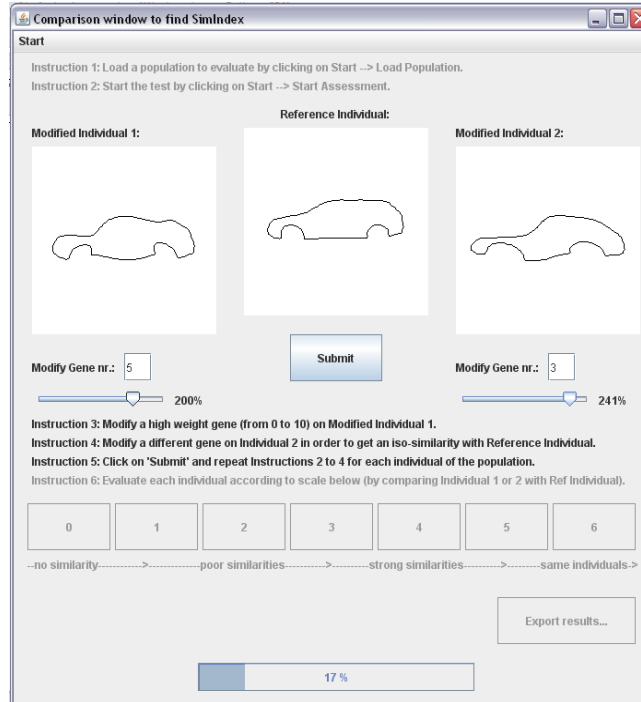 Comparison window to find SimIndex
Start
Instruction 1: Load a population to evaluate by clicking on Start --> Load Population.
Instruction 2: Start the test by clicking on Start --> Start Assessment.
Reference Individual:
Modified Individual 1:
Modified Individual 2:
Submit
Modify Gene nr.: 5
Modify Gene nr.: 3
200%
241%
Instruction 3: Modify a high weight gene (from 0 to 10) on Modified Individual 1.
Instruction 4: Modify a different gene on Individual 2 in order to get an iso-similarity with Reference Individual.
Instruction 5: Click on 'Submit' and repeat Instructions 2 to 4 for each individual of the population.
Instruction 6: Evaluate each individual according to scale below (by comparing Individual 1 or 2 with Ref Individual).
0 1 2 3 4 5 6
--no similarity-----------&gt;-------------poor similarities-----------&gt;---------strong similarities---------&gt;---------same individuals-&gt;
Export results...
17 %